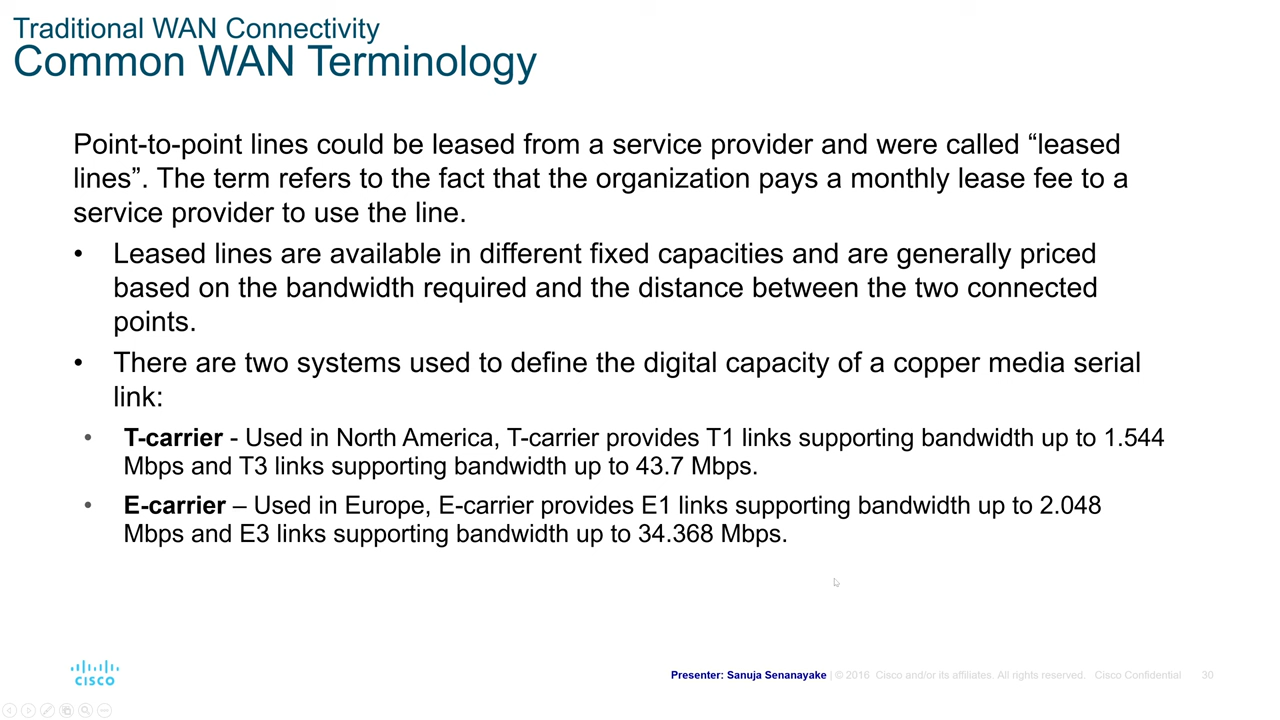 Traditional WAN Connectivity
Common WAN Terminology
Point-to-point lines could be leased from a service provider and were called “leased
lines”. The term refers to the fact that the organization pays a monthly lease fee to a
service provider to use the line.
• Leased lines are available in different fixed capacities and are generally priced
based on the bandwidth required and the distance between the two connected
points.
• There are two systems used to define the digital capacity of a copper media serial
link:
• T-carrier - Used in North America, T-carrier provides T1 links supporting bandwidth up to 1.544
Mbps and T3 links supporting bandwidth up to 43.7 Mbps.
• E-carrier – Used in Europe, E-carrier provides E1 links supporting bandwidth up to 2.048
Mbps and E3 links supporting bandwidth up to 34.368 Mbps.
CISCO
Presenter: Sanuja Senanayake | © 2016 Cisco and/or its affiliates. All rights reserved. Cisco Confidential 30